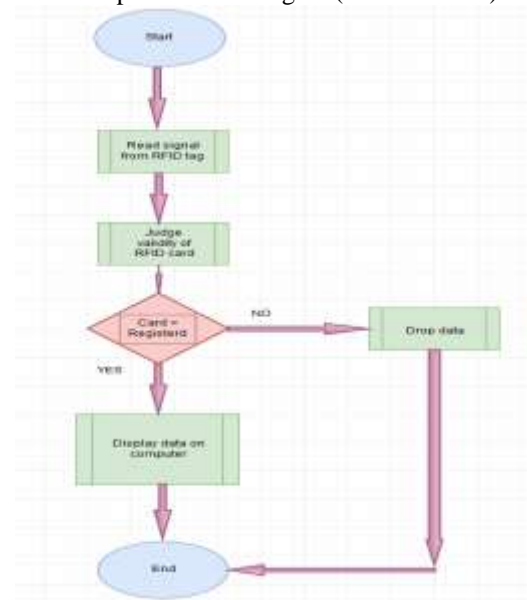 Start
Read signal
from RFID tag
Judge
validity of
RFID card
Card =
Registerd
NO
Drop data
YES
Display data on
computer
End